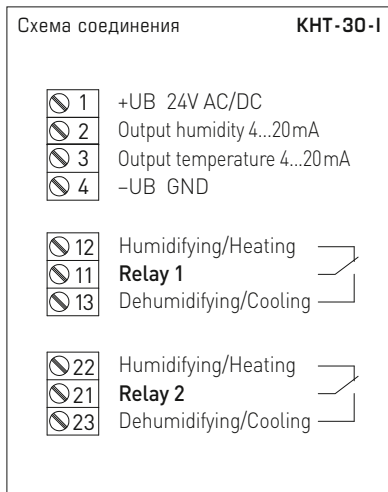 Схема соединения KHT-30-I
1 +UB 24V AC/DC
2 Output humidity 4...20mA
3 Output temperature 4...20mA
4 –UB GND
12 Humidifying/Heating
11 Relay 1
13 Dehumidifying/Cooling
22 Humidifying/Heating
21 Relay 2
23 Dehumidifying/Cooling